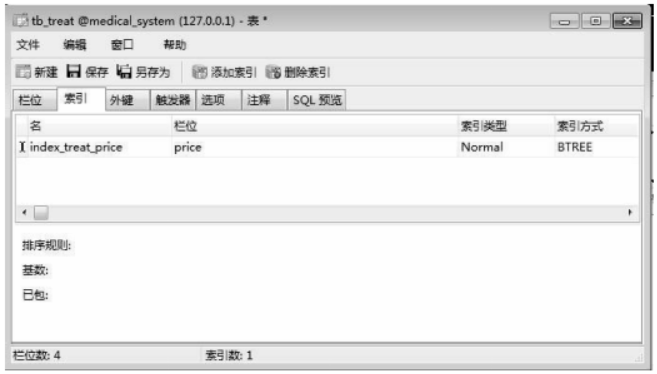 tb_treat @medical_system (127.0.0.1) - 表 *
文件 编辑 窗口 帮助
新建 保存 另存为 添加索引 删除索引
栏位 索引 外键 触发器 选项 注释 SQL 预览
名 栏位 索引类型 索引方式
index_treat_price price Normal BTREE
排序规则:
基数:
已包:
栏位数: 4 索引数: 1